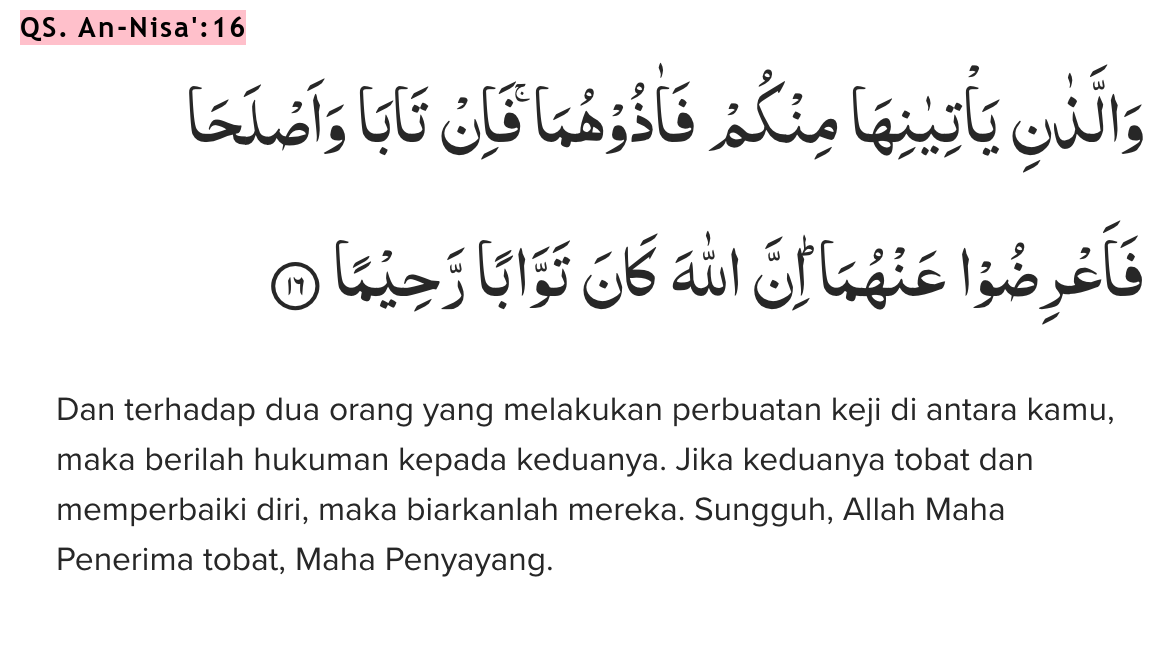 QS. An-Nisa':16
وَالَّذٰنِ يَأْتِيٰنِهَا مِنْكُمْ فَاٰذُوْهُمَا ۚ فَاِنْ تَابَا وَاَصْلَحَا
فَاَعْرِضُوْا عَنْهُمَا ۗ اِنَّ اللّٰهَ كَانَ تَوَّابًا رَّحِيْمًا ١٦
Dan terhadap dua orang yang melakukan perbuatan keji di antara kamu,
maka berilah hukuman kepada keduanya. Jika keduanya tobat dan
memperbaiki diri, maka biarkanlah mereka. Sungguh, Allah Maha
Penerima tobat, Maha Penyayang.